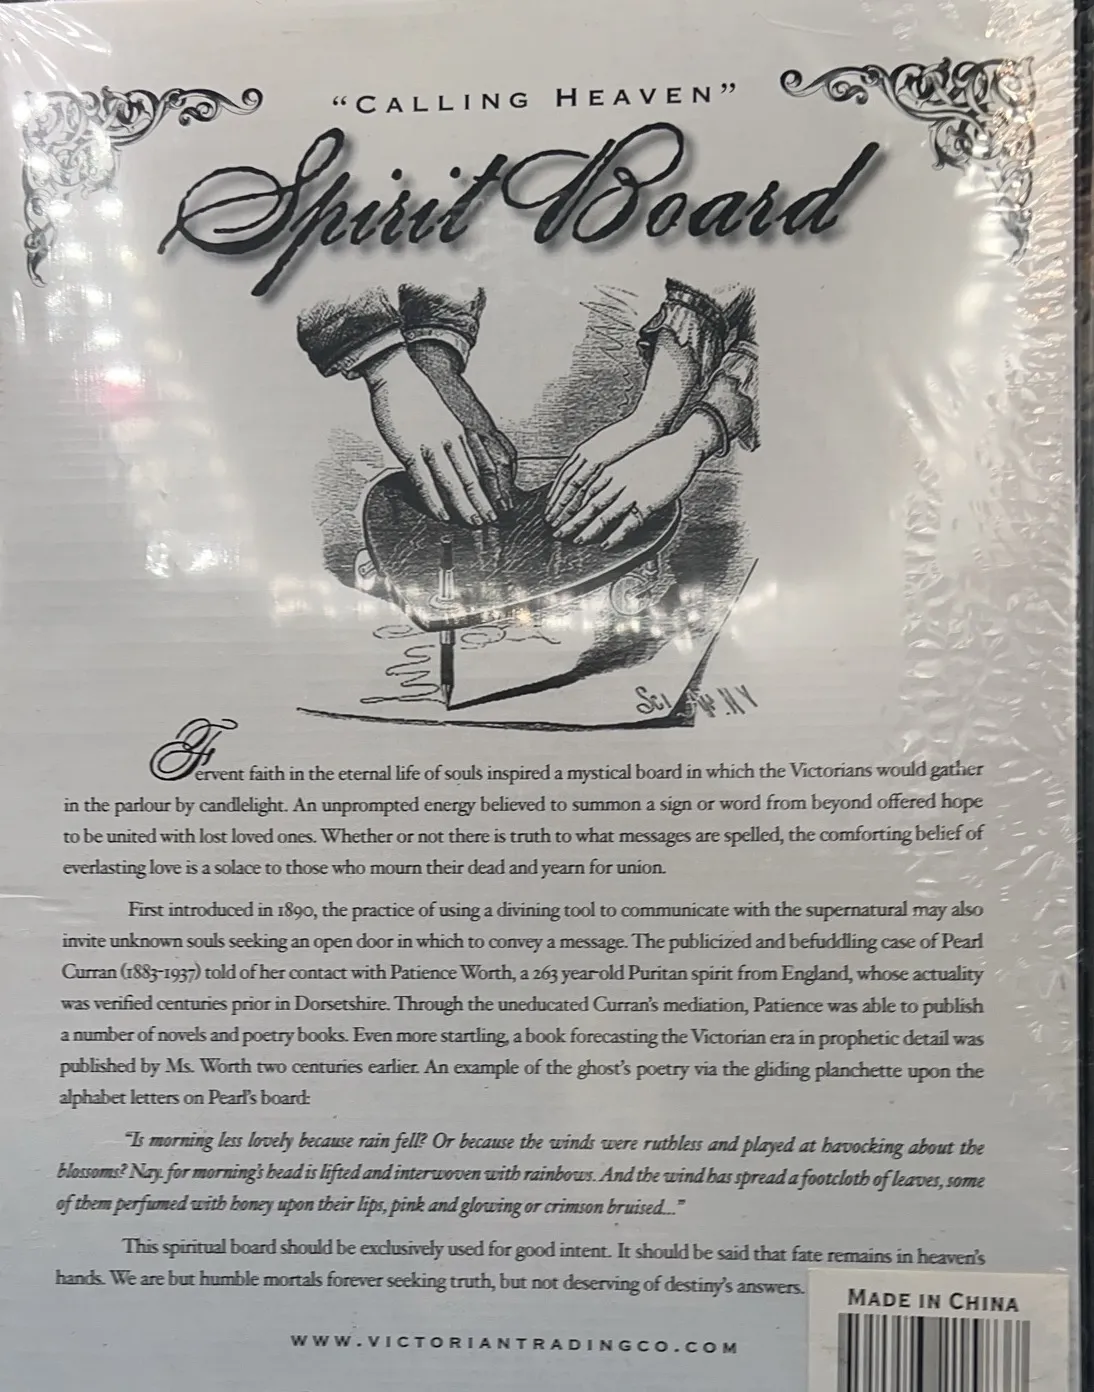 "CALLING HEAVEN"
Spirit Board
Sci N.Y
Fervent faith in the eternal life of souls inspired a mystical board in which the Victorians would gather
in the parlour by candlelight. An unprompted energy believed to summon a sign or word from beyond offered hope
to be united with lost loved ones. Whether or not there is truth to what messages are spelled, the comforting belief of
everlasting love is a solace to those who mourn their dead and yearn for union.
First introduced in 1890, the practice of using a divining tool to communicate with the supernatural may also
invite unknown souls seeking an open door in which to convey a message. The publicized and befuddling case of Pearl
Curran (1883-1937) told of her contact with Patience Worth, a 263 year-old Puritan spirit from England, whose actuality
was verified centuries prior in Dorsetshire. Through the uneducated Curran's mediation, Patience was able to publish
a number of novels and poetry books. Even more startling, a book forecasting the Victorian era in prophetic detail was
published by Ms. Worth two centuries earlier. An example of the ghost's poetry via the gliding planchette upon the
alphabet letters on Pearl's board:
"Is morning less lovely because rain fell? Or because the winds were ruthless and played at havocking about the
blossoms? Nay. for morning's head is lifted and interwoven with rainbows. And the wind has spread a footcloth of leaves, some
of them perfumed with honey upon their lips, pink and glowing or crimson bruised..."
This spiritual board should be exclusively used for good intent. It should be said that fate remains in heaven's
hands. We are but humble mortals forever seeking truth, but not deserving of destiny's answers.
MADE IN CHINA
WWW.VICTORIANTRADINGCO.COM